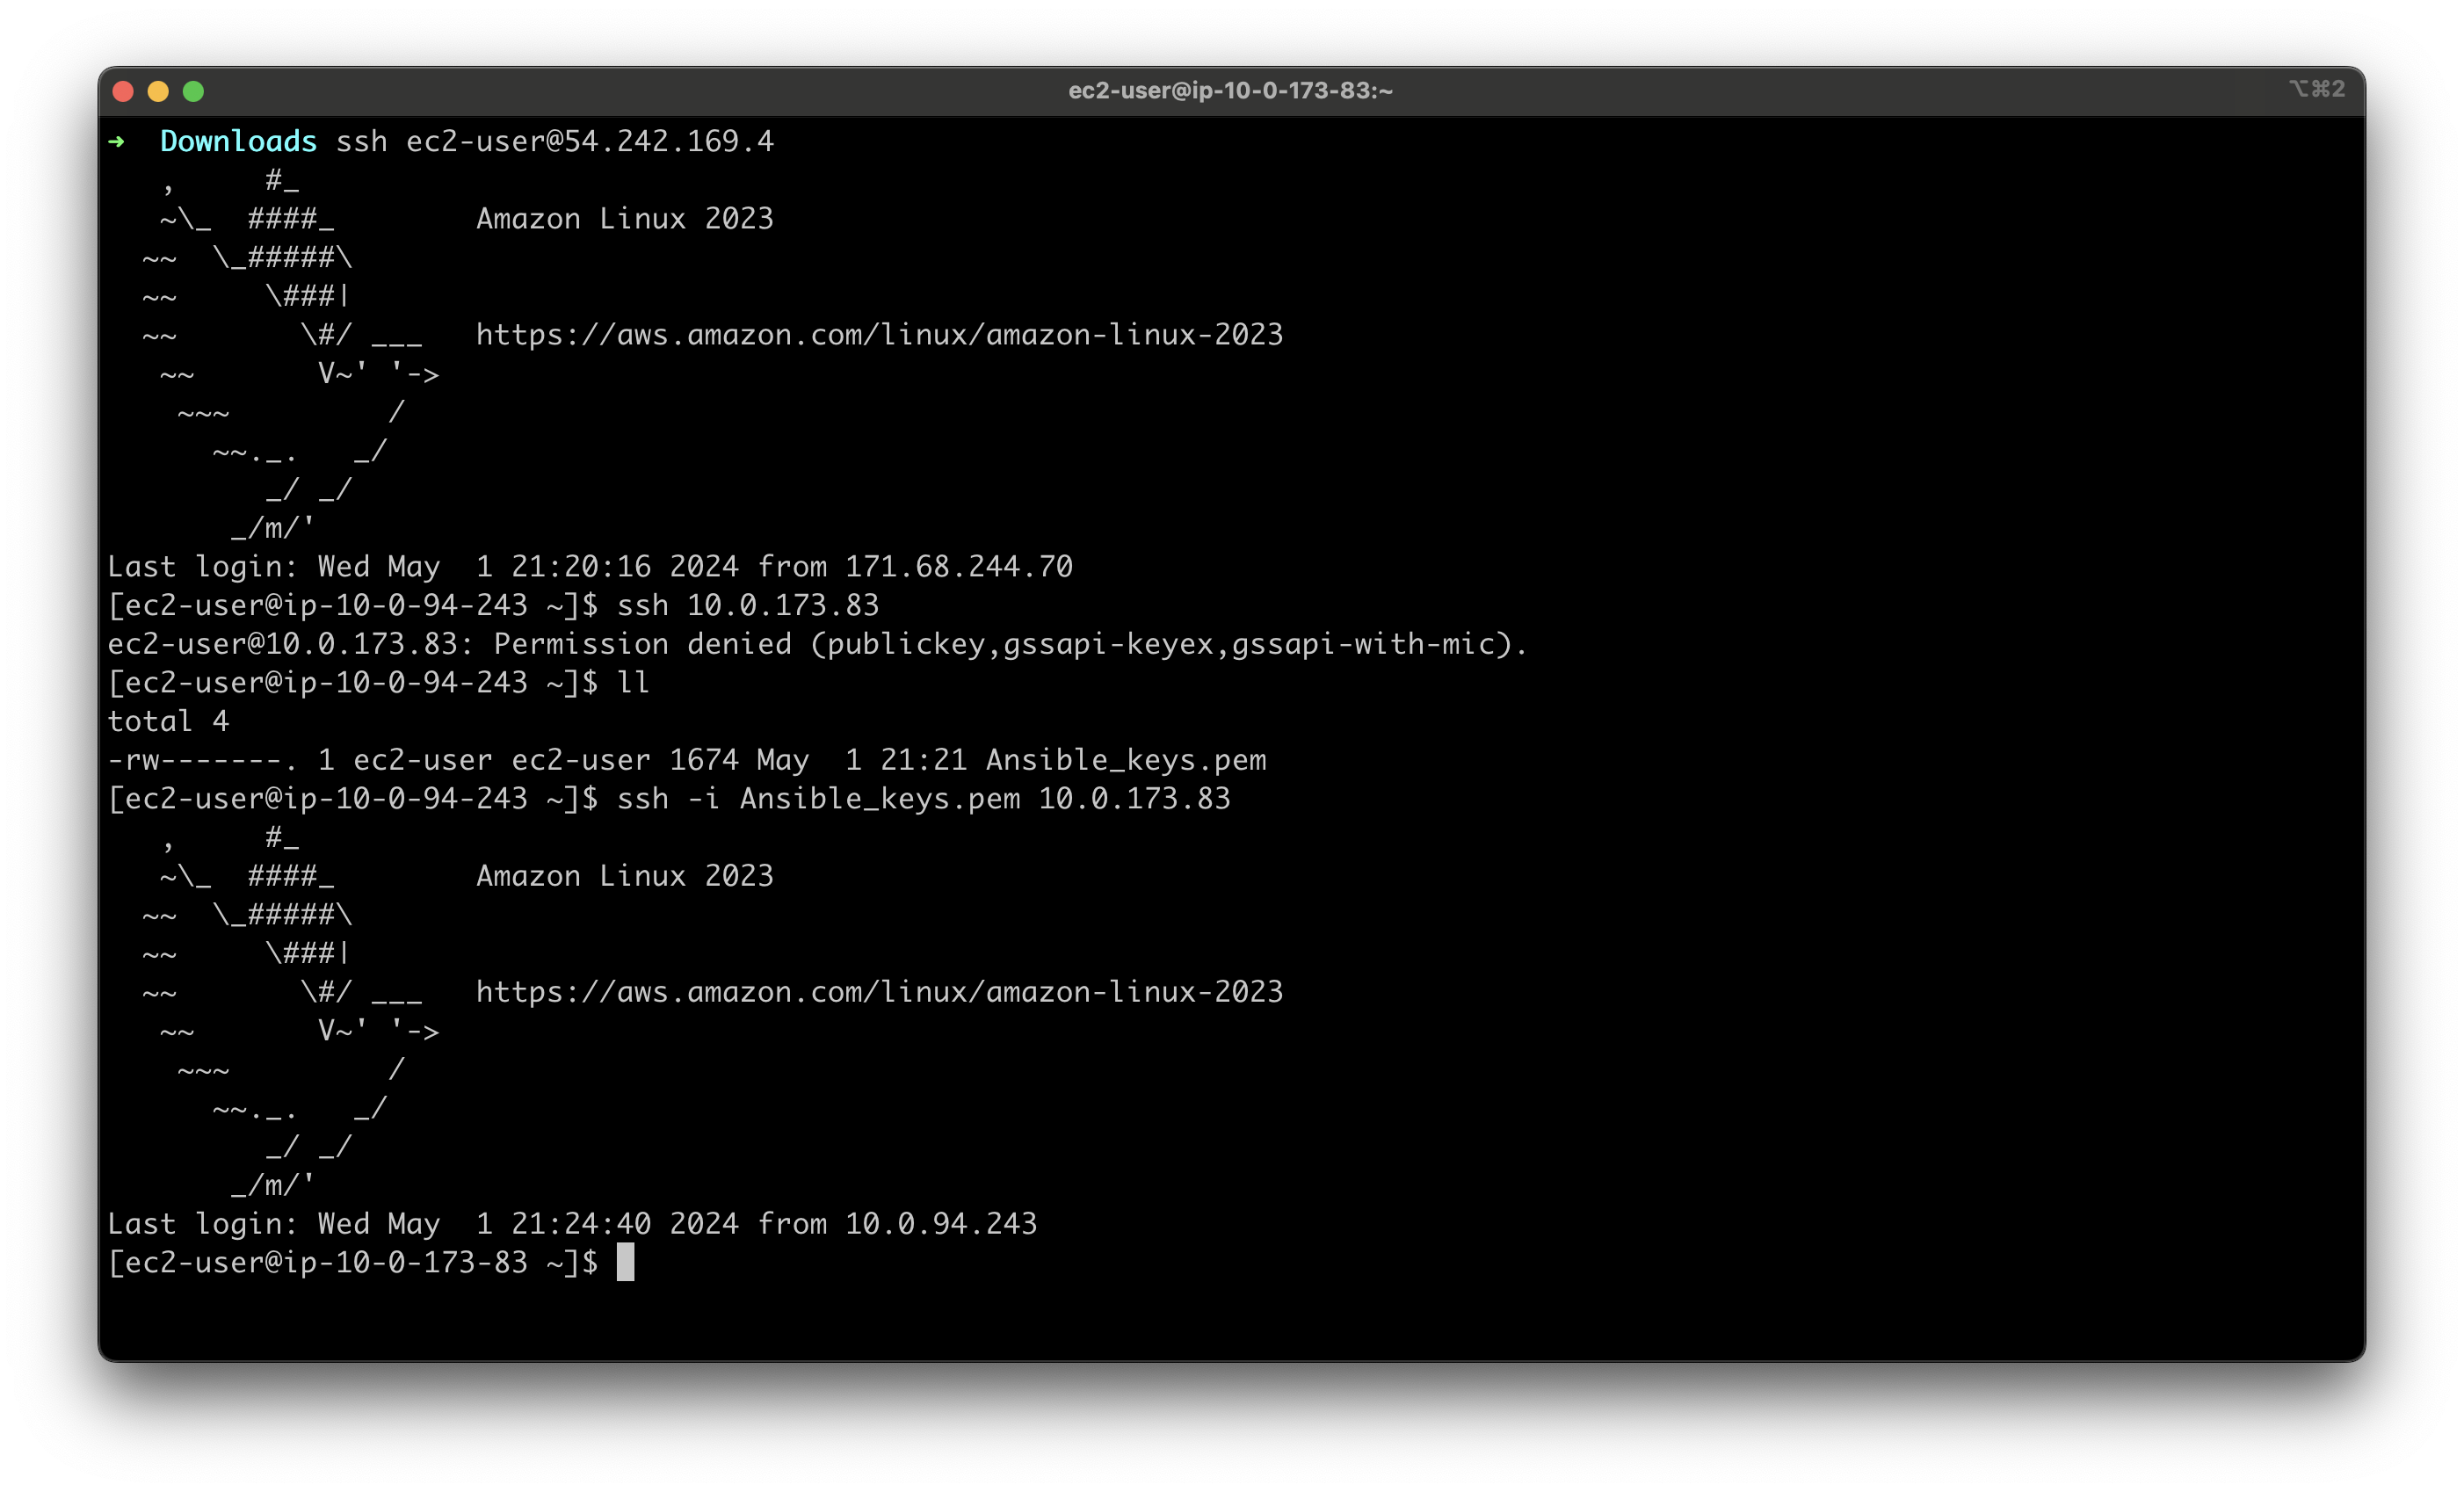 ec2-user@ip-10-0-173-83:~ ⌥⌘2
➜  Downloads ssh ec2-user@54.242.169.4
   ,     #_
   ~\_  ####_        Amazon Linux 2023
  ~~  \_#####\
  ~~     \###|
  ~~       \#/ ___   https://aws.amazon.com/linux/amazon-linux-2023
   ~~       V~' '->
    ~~~         /
      ~~._.   _/
         _/ _/
       _/m/'
Last login: Wed May  1 21:20:16 2024 from 171.68.244.70
[ec2-user@ip-10-0-94-243 ~]$ ssh 10.0.173.83
ec2-user@10.0.173.83: Permission denied (publickey,gssapi-keyex,gssapi-with-mic).
[ec2-user@ip-10-0-94-243 ~]$ ll
total 4
-rw-------. 1 ec2-user ec2-user 1674 May  1 21:21 Ansible_keys.pem
[ec2-user@ip-10-0-94-243 ~]$ ssh -i Ansible_keys.pem 10.0.173.83
   ,     #_
   ~\_  ####_        Amazon Linux 2023
  ~~  \_#####\
  ~~     \###|
  ~~       \#/ ___   https://aws.amazon.com/linux/amazon-linux-2023
   ~~       V~' '->
    ~~~         /
      ~~._.   _/
         _/ _/
       _/m/'
Last login: Wed May  1 21:24:40 2024 from 10.0.94.243
[ec2-user@ip-10-0-173-83 ~]$